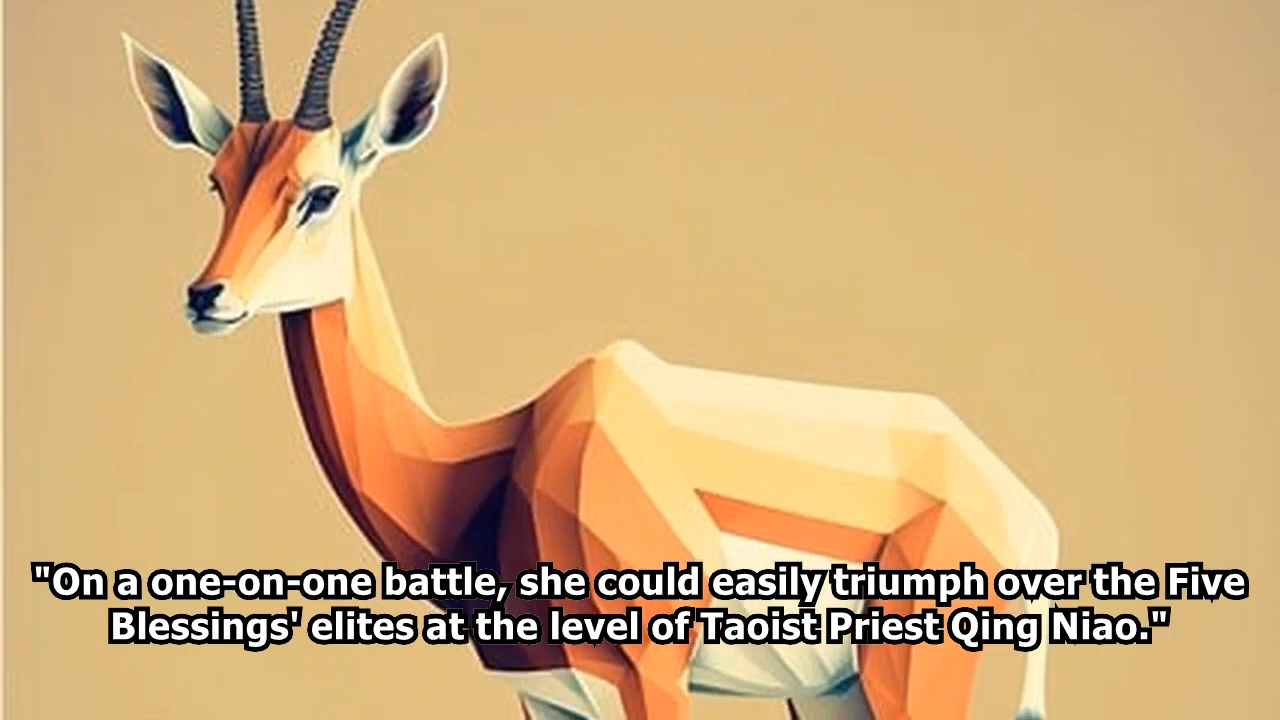 "On a one-on-one battle, she could easily triumph over the Five
Blessings' elites at the level of Taoist Priest Qing Niao."